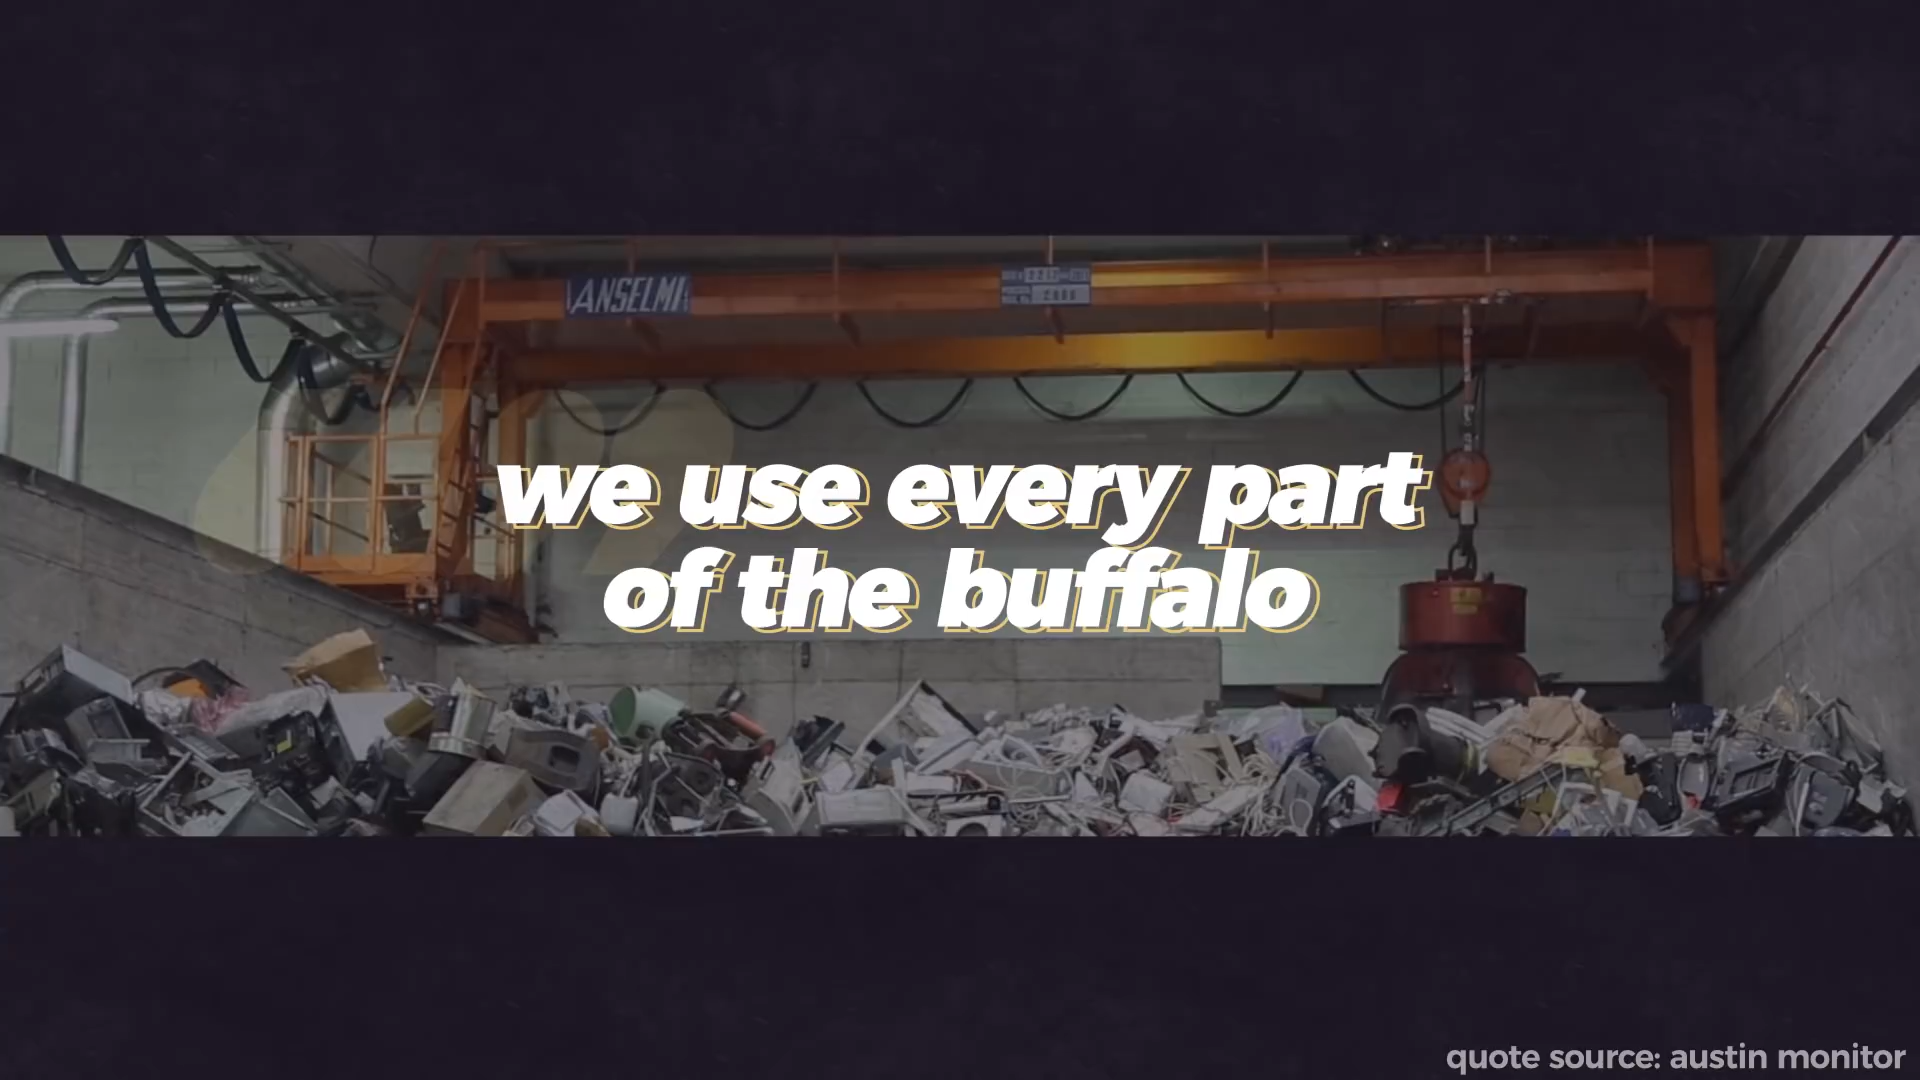 ANSELMI
we use every part
of the buffalo
quote source: austin monitor